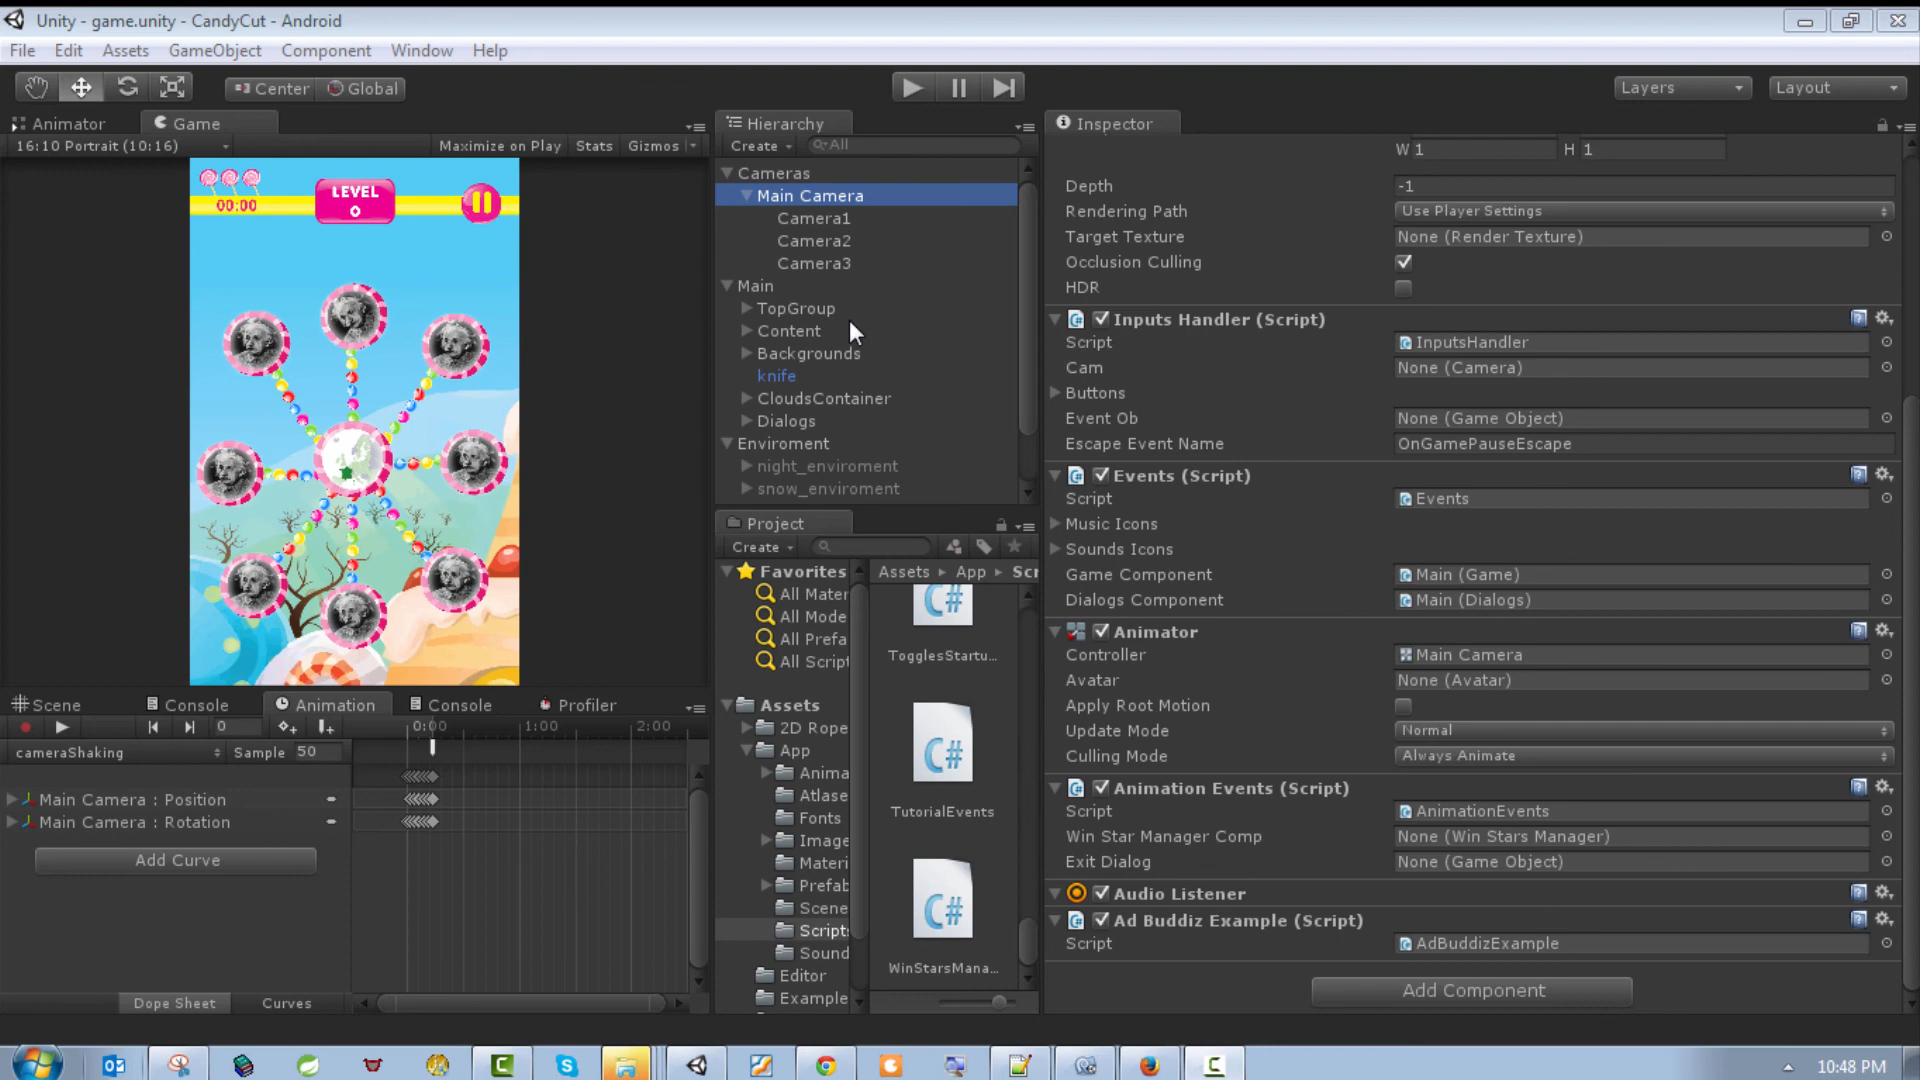 Unity - game.unity - CandyCut - Android
File Edit Assets GameObject Component Window Help
Center Global
Layers Layout
Animator Game
16:10 Portrait (10:16) Maximize on Play Stats Gizmos
LEVEL
0
00:00
Scene Console Animation Console Profiler
0 0:00 1:00 2:00
cameraShaking Sample 50
Main Camera : Position
Main Camera : Rotation
Add Curve
Dope Sheet Curves
Hierarchy
Create All
Cameras
Main Camera
Camera1
Camera2
Camera3
Main
TopGroup
Content
Backgrounds
knife
CloudsContainer
Dialogs
Enviroment
night_enviroment
snow_enviroment
Project
Create
Favorites
All Mater
All Mode
All Prefa
All Script
Assets
2D Rope
App
Anima
Atlase
Fonts
Image
Materi
Prefab
Scene
Scripts
Sound
Editor
Example
Assets App Scr
C#
TogglesStartu...
C#
TutorialEvents
C#
WinStarsMana...
Inspector
W 1 H 1
Depth -1
Rendering Path Use Player Settings
Target Texture None (Render Texture)
Occlusion Culling
HDR
Inputs Handler (Script)
Script InputsHandler
Cam None (Camera)
Buttons
Event Ob None (Game Object)
Escape Event Name OnGamePauseEscape
Events (Script)
Script Events
Music Icons
Sounds Icons
Game Component Main (Game)
Dialogs Component Main (Dialogs)
Animator
Controller Main Camera
Avatar None (Avatar)
Apply Root Motion
Update Mode Normal
Culling Mode Always Animate
Animation Events (Script)
Script AnimationEvents
Win Star Manager Comp None (Win Stars Manager)
Exit Dialog None (Game Object)
Audio Listener
Ad Buddiz Example (Script)
Script AdBuddizExample
Add Component
10:48 PM